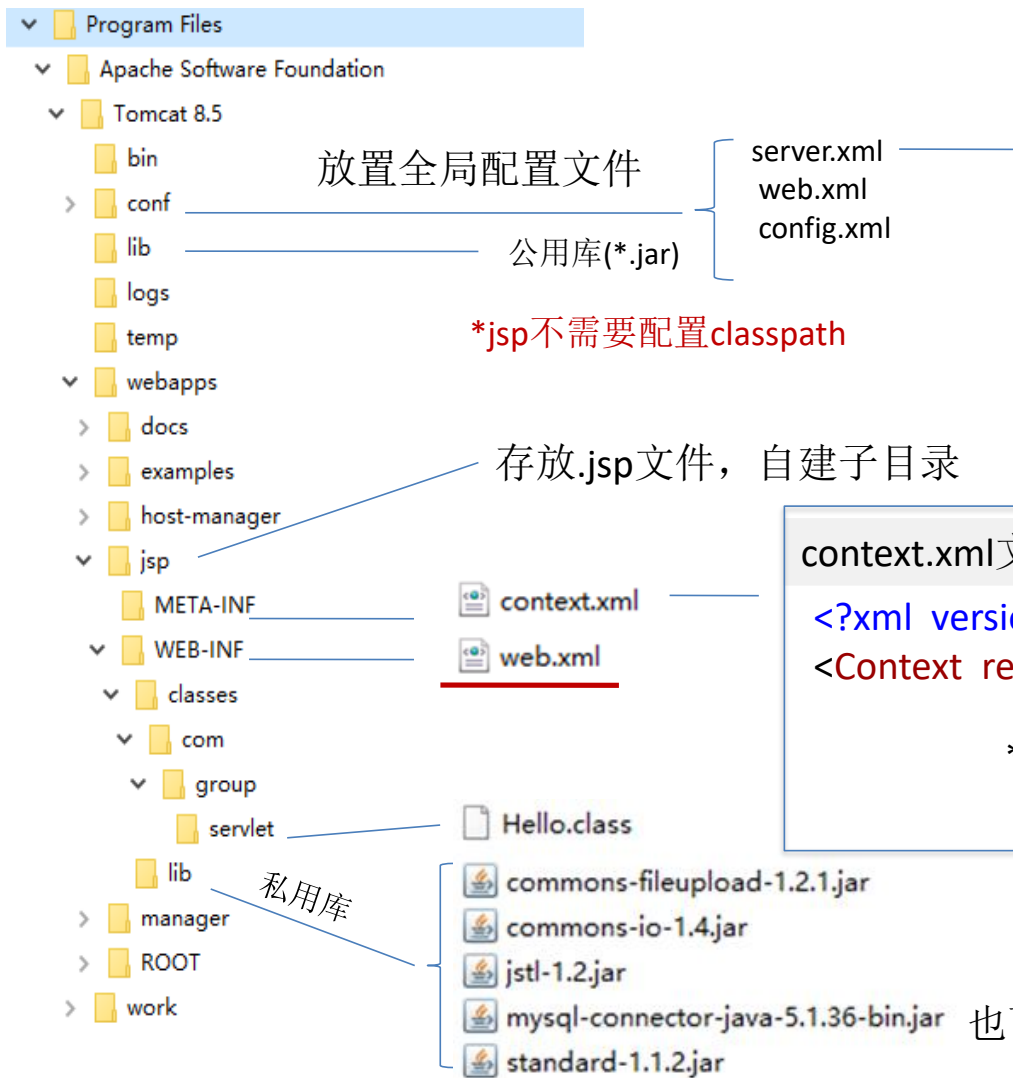 Program Files
Apache Software Foundation
Tomcat 8.5
bin
conf
lib
logs
temp
webapps
docs
examples
host-manager
jsp
META-INF
WEB-INF
classes
com
group
servlet
lib
manager
ROOT
work
放置全局配置文件
server.xml
web.xml
config.xml
公用库(*.jar)
*jsp不需要配置classpath
存放.jsp文件，自建子目录
context.xml
web.xml
context.xml
<?xml versi
<Context re
*
Hello.class
私用库
commons-fileupload-1.2.1.jar
commons-io-1.4.jar
jstl-1.2.jar
mysql-connector-java-5.1.36-bin.jar
也
standard-1.1.2.jar